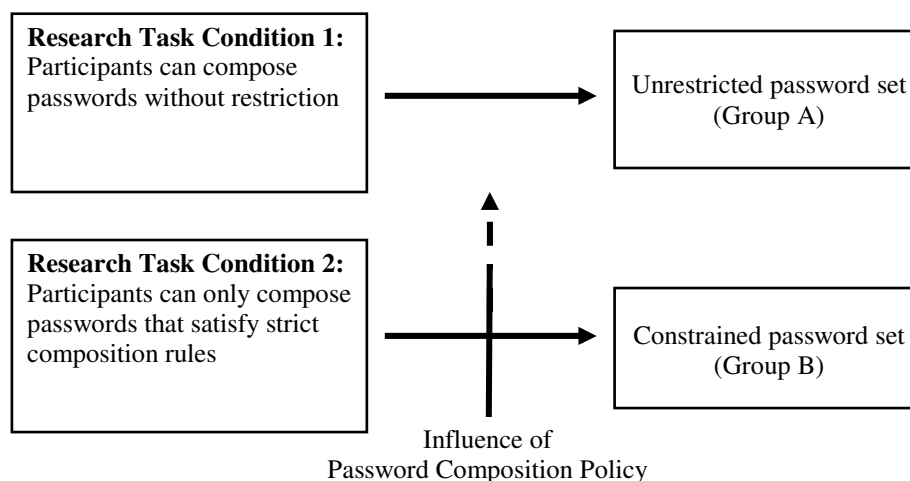 Research Task Condition 1:
Participants can compose
passwords without restriction
Unrestricted password set
(Group A)
Research Task Condition 2:
Participants can only compose
passwords that satisfy strict
composition rules
Constrained password set
(Group B)
Influence of
Password Composition Policy